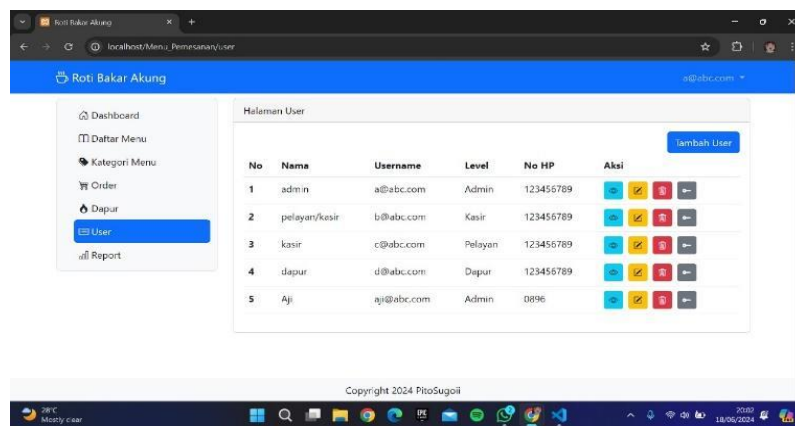 Roti Bakar Akung
localhost/Menu_Pemesanan/user
Roti Bakar Akung
a@abc.com
Dashboard
Daftar Menu
Kategori Menu
Order
Dapur
User
Report
Halaman User
Tambah User
No Nama Username Level No HP Aksi
1 admin a@abc.com Admin 123456789
2 pelayan/kasir b@abc.com Kasir 123456789
3 kasir c@abc.com Pelayan 123456789
4 dapur d@abc.com Dapur 123456789
5 Aji aji@abc.com Admin 0896
Copyright 2024 PitoSugoii
28°C
Mostly clear
20:02
18/06/2024